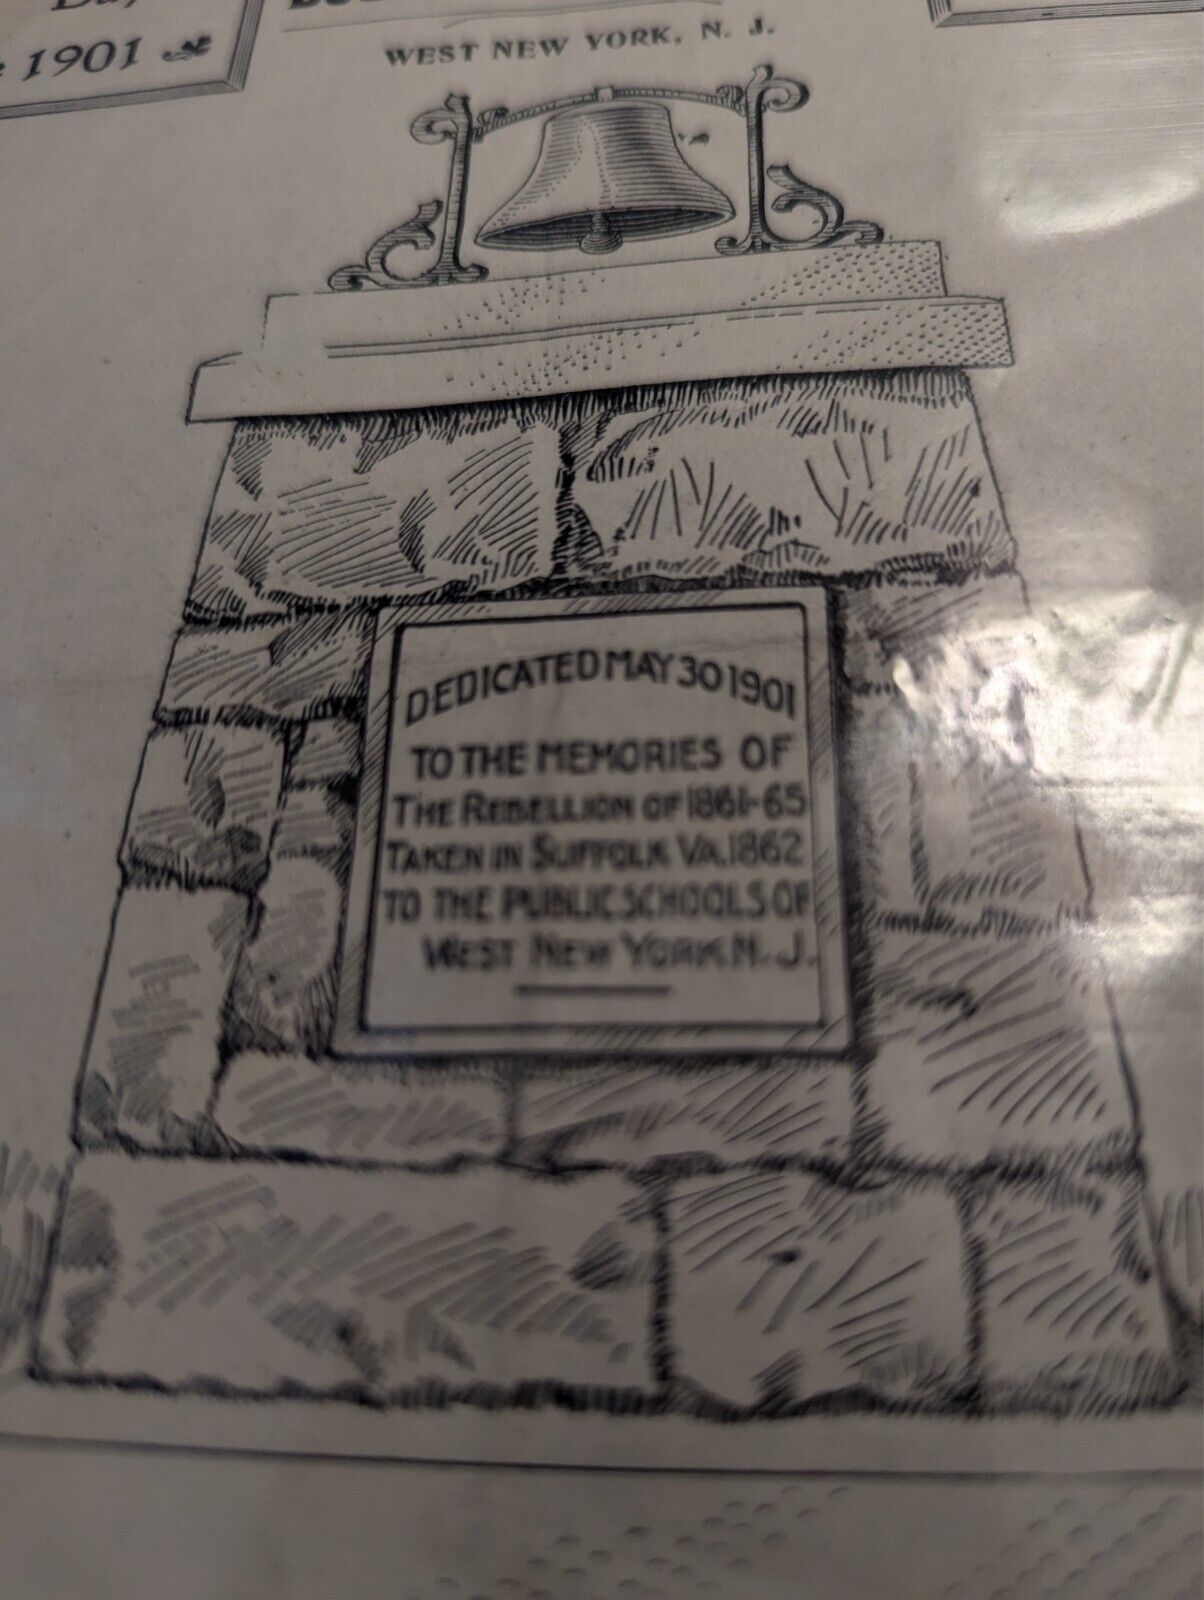 Day
1901
WEST NEW YORK, N. J.
DEDICATED MAY 30 1901
TO THE MEMORIES OF
THE REBELLION OF 1861-65
TAKEN IN SUFFOLK VA. 1862
TO THE PUBLIC SCHOOLS OF
WEST NEW YORK N. J.